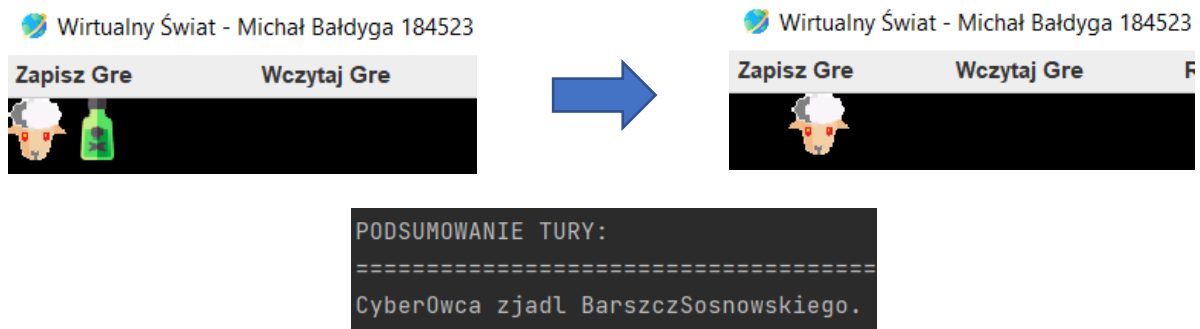 Wirtualny Świat - Michał Bałdyga 184523
Zapisz Gre Wczytaj Gre
Wirtualny Świat - Michał Bałdyga 184523
Zapisz Gre Wczytaj Gre R
PODSUMOWANIE TURY:
=====================================
CyberOwca zjadl BarszczSosnowskiego.